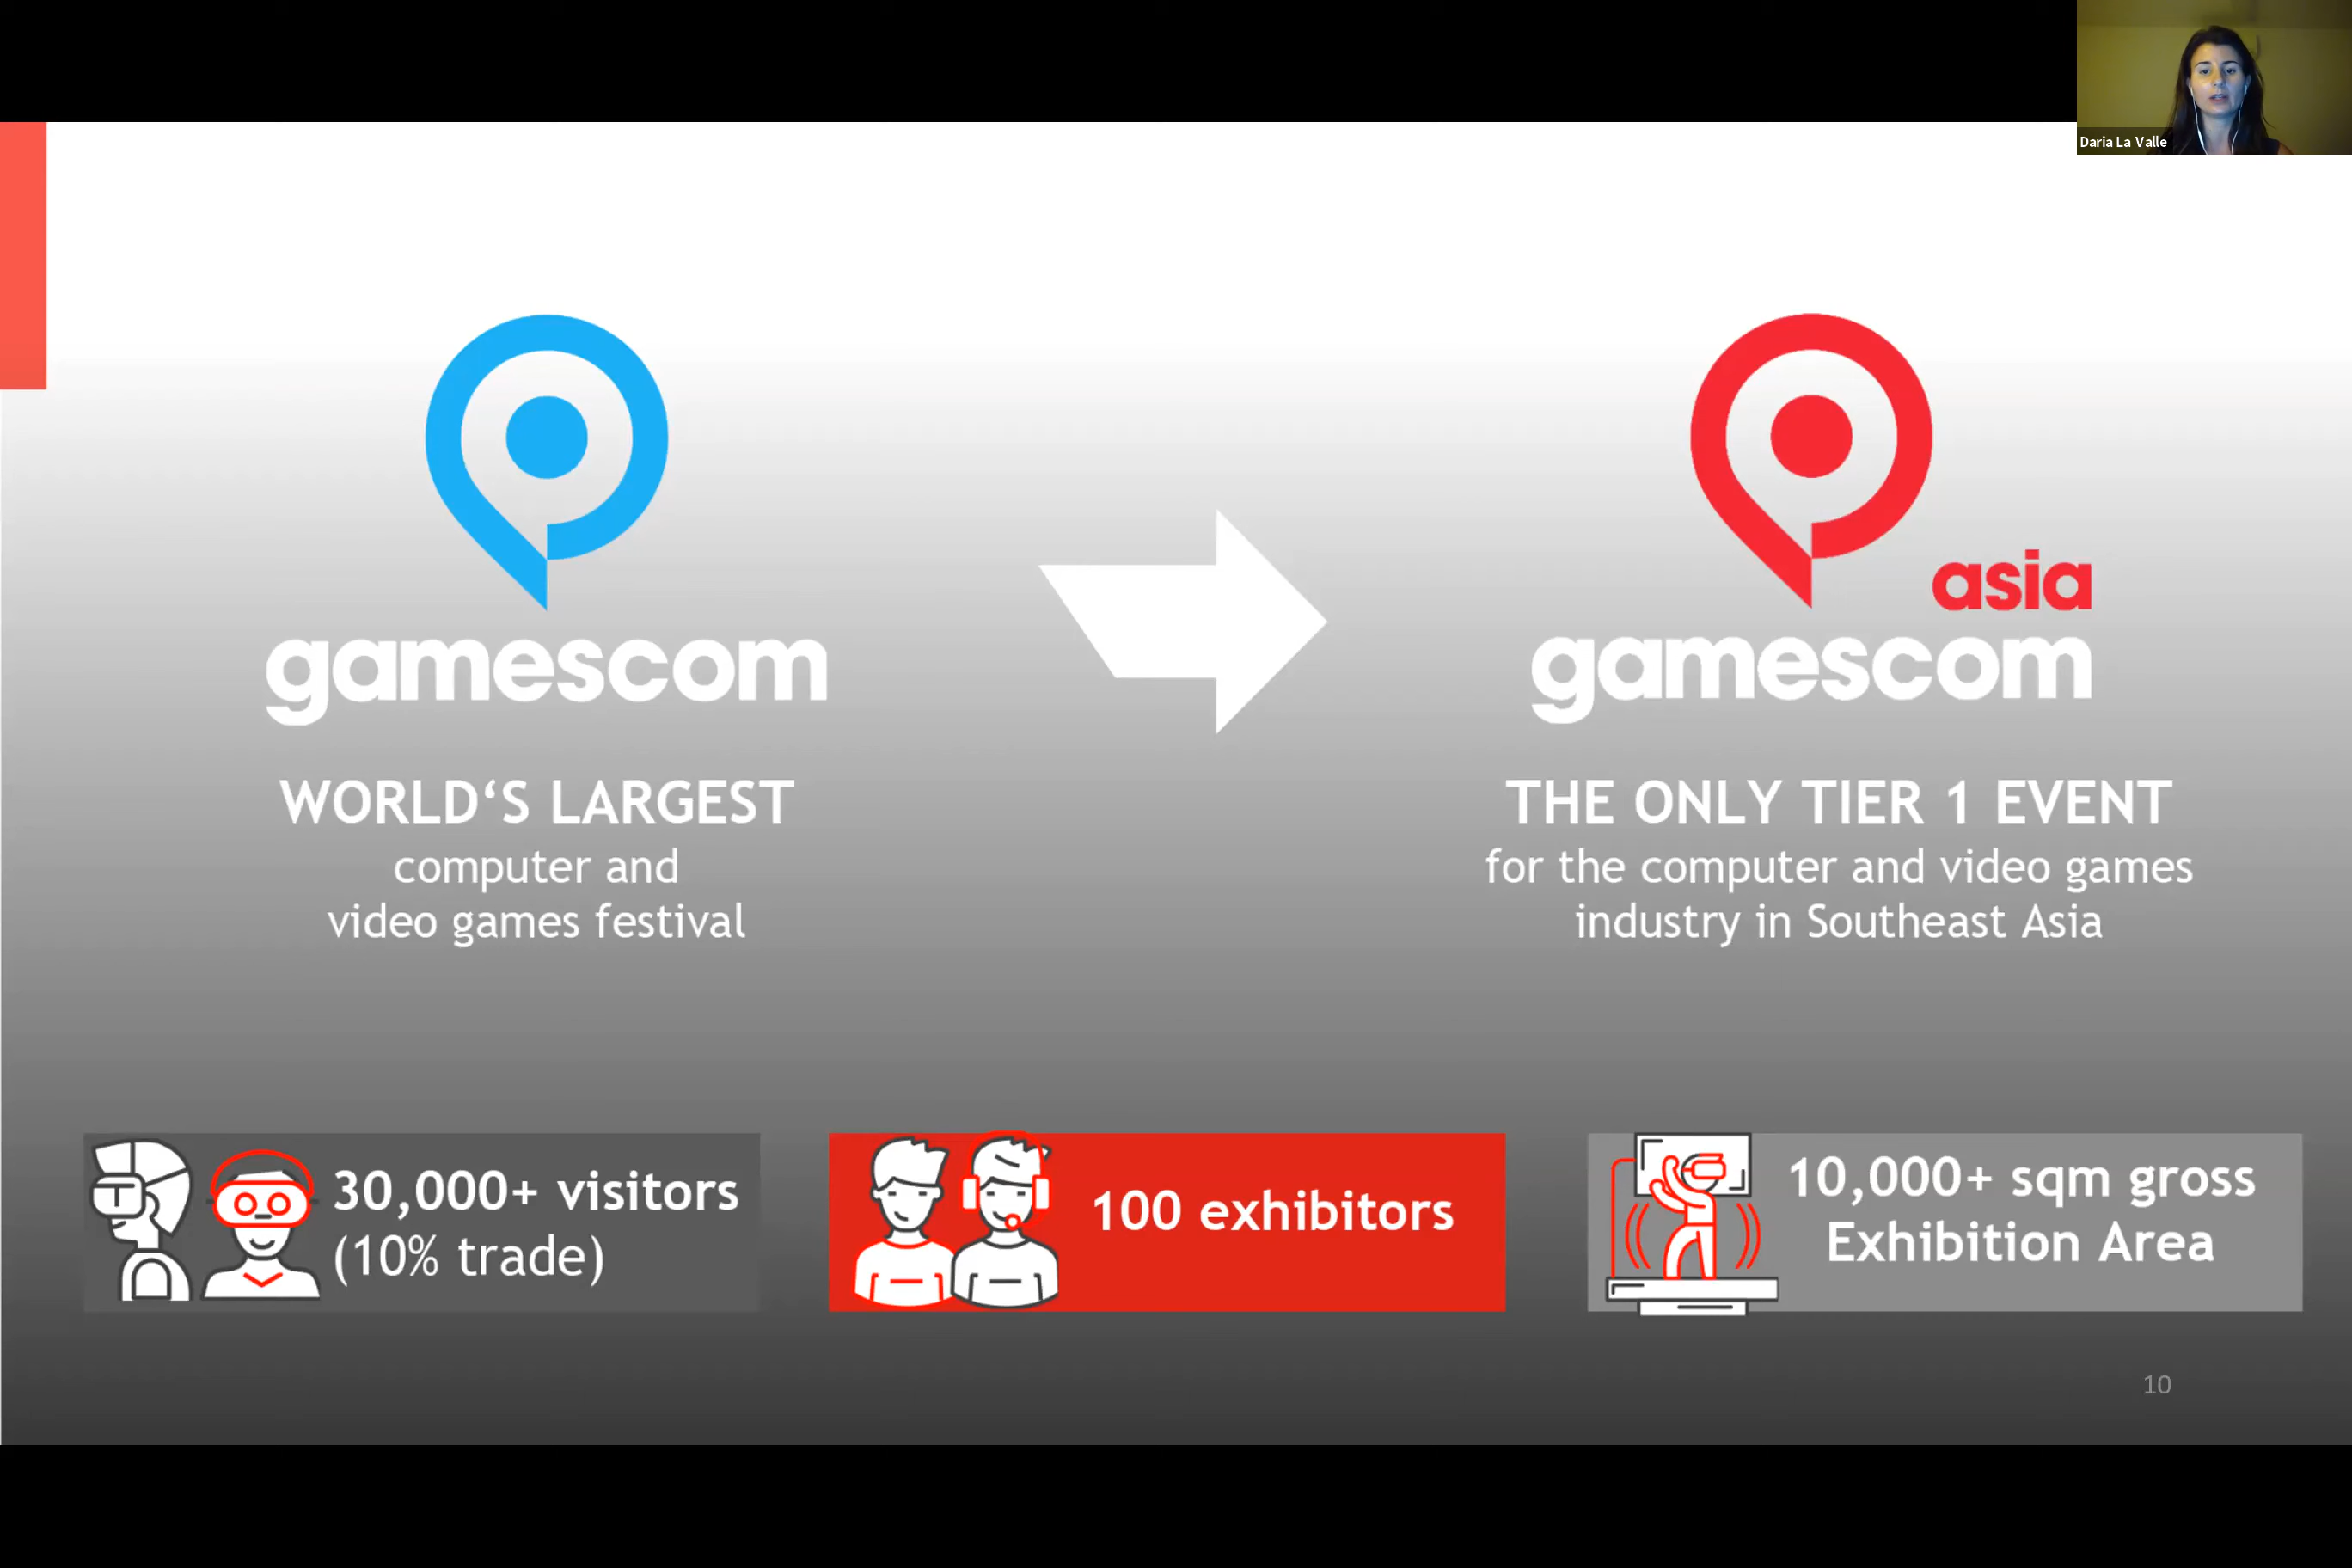 Daria La Valle
gamescom
WORLD‘S LARGEST
computer and
video games festival
asia
gamescom
THE ONLY TIER 1 EVENT
for the computer and video games
industry in Southeast Asia
30,000+ visitors
(10% trade)
100 exhibitors
10,000+ sqm gross
Exhibition Area
10